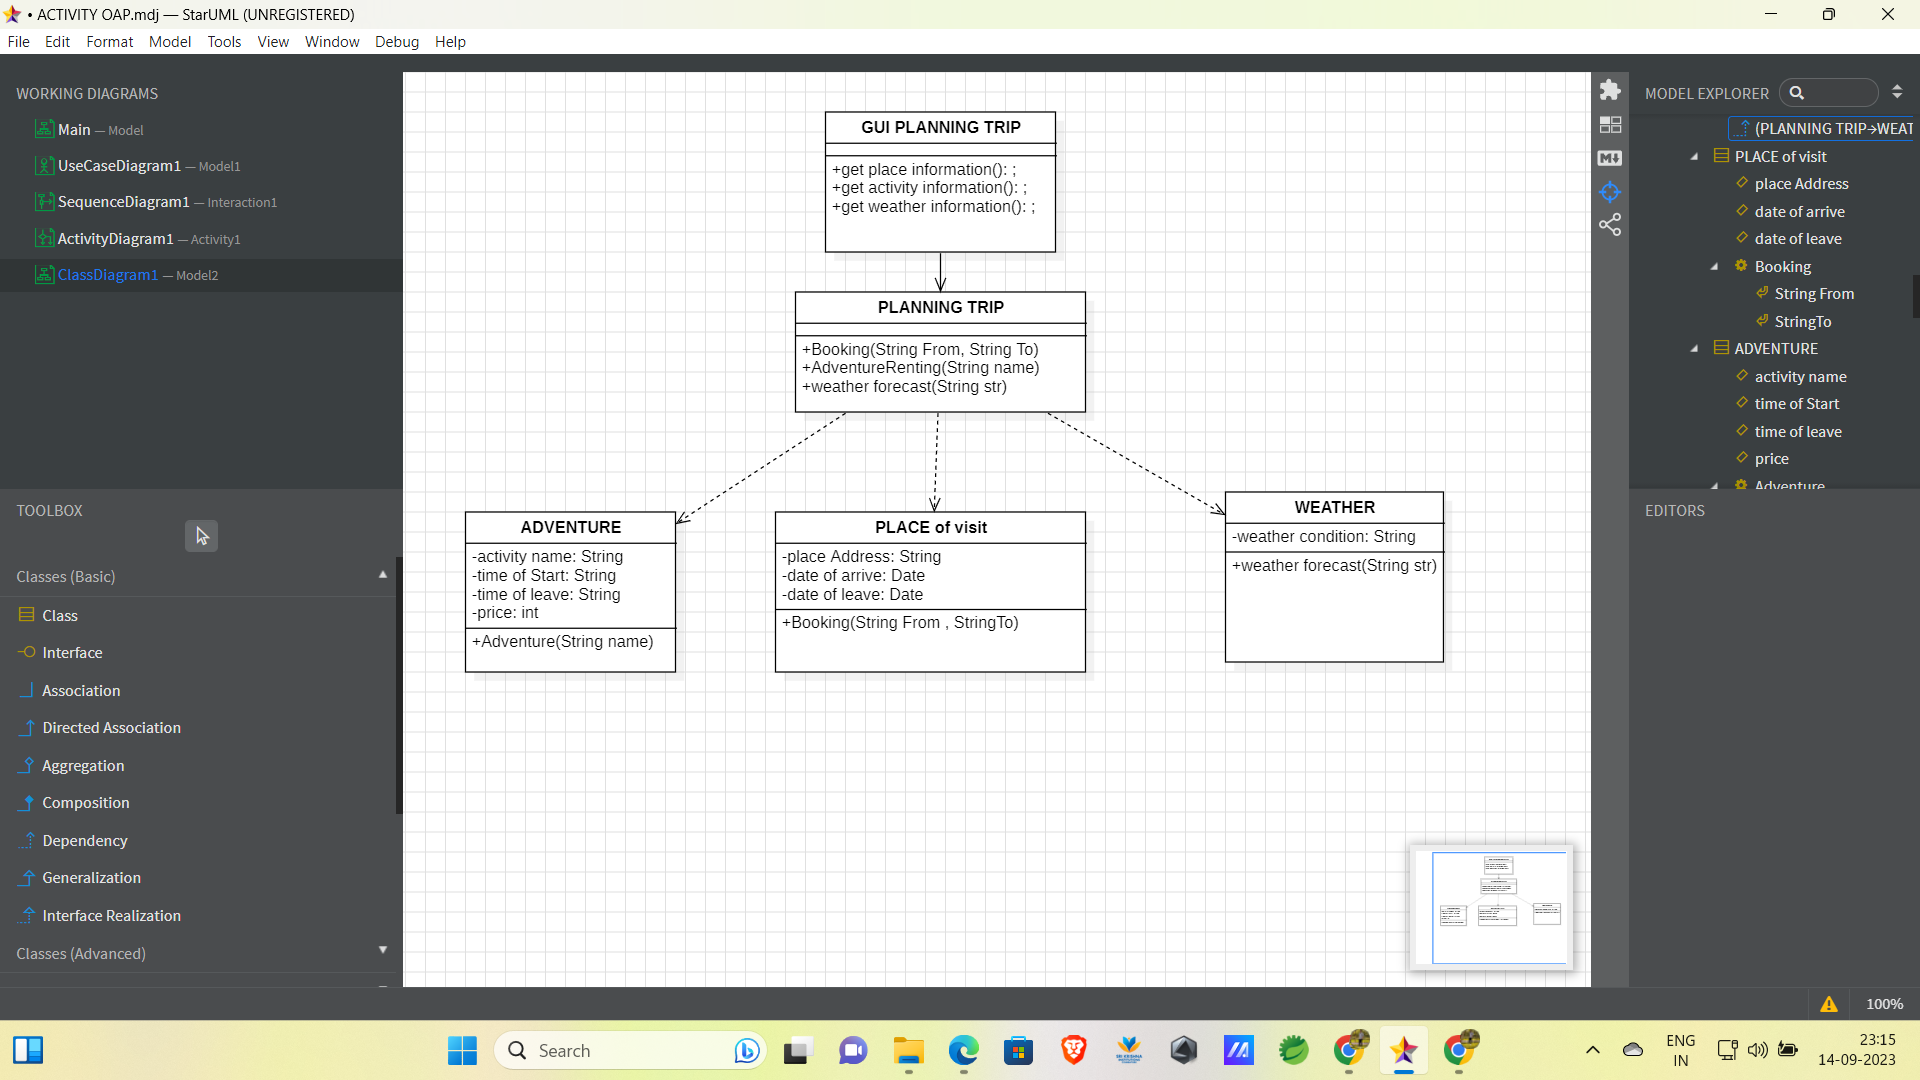 • ACTIVITY OAP.mdj — StarUML (UNREGISTERED)
File Edit Format Model Tools View Window Debug Help
WORKING DIAGRAMS
Main — Model
UseCaseDiagram1 — Model1
SequenceDiagram1 — Interaction1
ActivityDiagram1 — Activity1
ClassDiagram1 — Model2
TOOLBOX
Classes (Basic)
Class
Interface
Association
Directed Association
Aggregation
Composition
Dependency
Generalization
Interface Realization
Classes (Advanced)
GUI PLANNING TRIP
+get place information(): ;
+get activity information(): ;
+get weather information(): ;
PLANNING TRIP
+Booking(String From, String To)
+AdventureRenting(String name)
+weather forecast(String str)
ADVENTURE
-activity name: String
-time of Start: String
-time of leave: String
-price: int
+Adventure(String name)
PLACE of visit
-place Address: String
-date of arrive: Date
-date of leave: Date
+Booking(String From , StringTo)
WEATHER
-weather condition: String
+weather forecast(String str)
MODEL EXPLORER
(PLANNING TRIP→WEAT
PLACE of visit
place Address
date of arrive
date of leave
Booking
String From
StringTo
ADVENTURE
activity name
time of Start
time of leave
price
Adventure
EDITORS
100%
Search
ENG
IN
23:15
14-09-2023